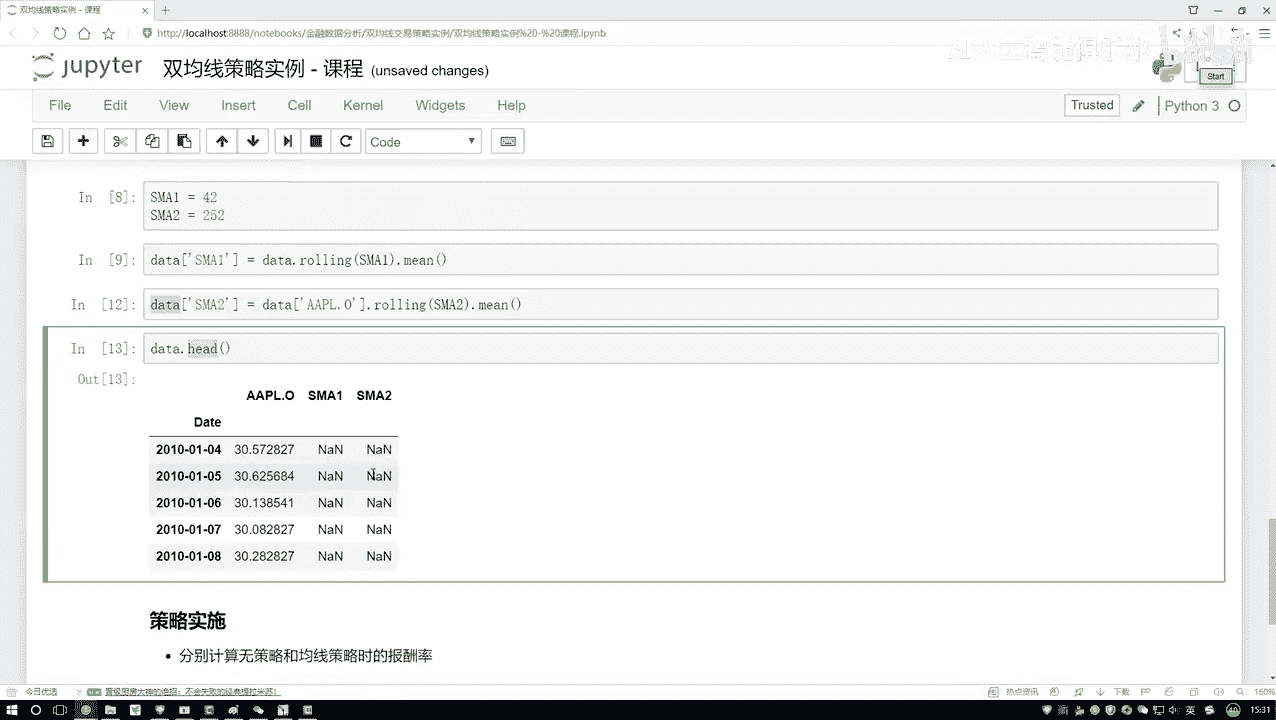 双均线策略实例 - 课程
http://localhost:8888/notebooks/金融数据分析/双均线交易策略实例/双均线策略实例%20-%20课程.ipynb
jupyter 双均线策略实例 - 课程 (unsaved changes)
Start
File Edit View Insert Cell Kernel Widgets Help
Trusted Python 3
Code
In [8]: SMA1 = 42
SMA2 = 252
In [9]: data['SMA1'] = data.rolling(SMA1).mean()
In [12]: data['SMA2'] = data['AAPL.O'].rolling(SMA2).mean()
In [13]: data.head()
Out[13]:
AAPL.O SMA1 SMA2
Date
2010-01-04 30.572827 NaN NaN
2010-01-05 30.625684 NaN NaN
2010-01-06 30.138541 NaN NaN
2010-01-07 30.082827 NaN NaN
2010-01-08 30.282827 NaN NaN
策略实施
• 分别计算无策略和均线策略时的报酬率
今日优选
热点资讯 下载 160%
英 15:31